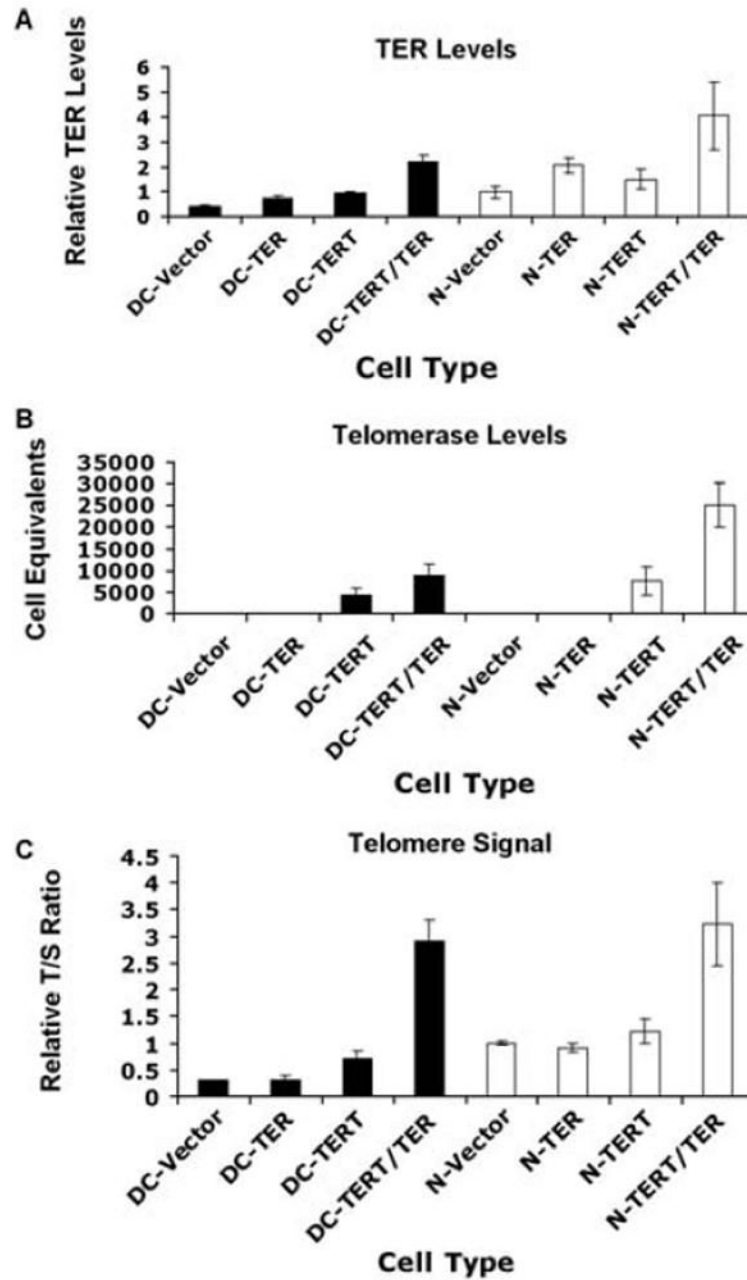 A
TER Levels
Relative TER Levels
6
5
4
3
2
1
0
DC-Vector
DC-TER
DC-TERT
DC-TERT/TER
N-Vector
N-TER
N-TERT
N-TERT/TER
Cell Type
B
Telomerase Levels
Cell Equivalents
35000
30000
25000
20000
15000
10000
5000
0
DC-Vector
DC-TER
DC-TERT
DC-TERT/TER
N-Vector
N-TER
N-TERT
N-TERT/TER
Cell Type
C
Telomere Signal
Relative T/S Ratio
4.5
4
3.5
3
2.5
2
1.5
1
0.5
0
DC-Vector
DC-TER
DC-TERT
DC-TERT/TER
N-Vector
N-TER
N-TERT
N-TERT/TER
Cell Type